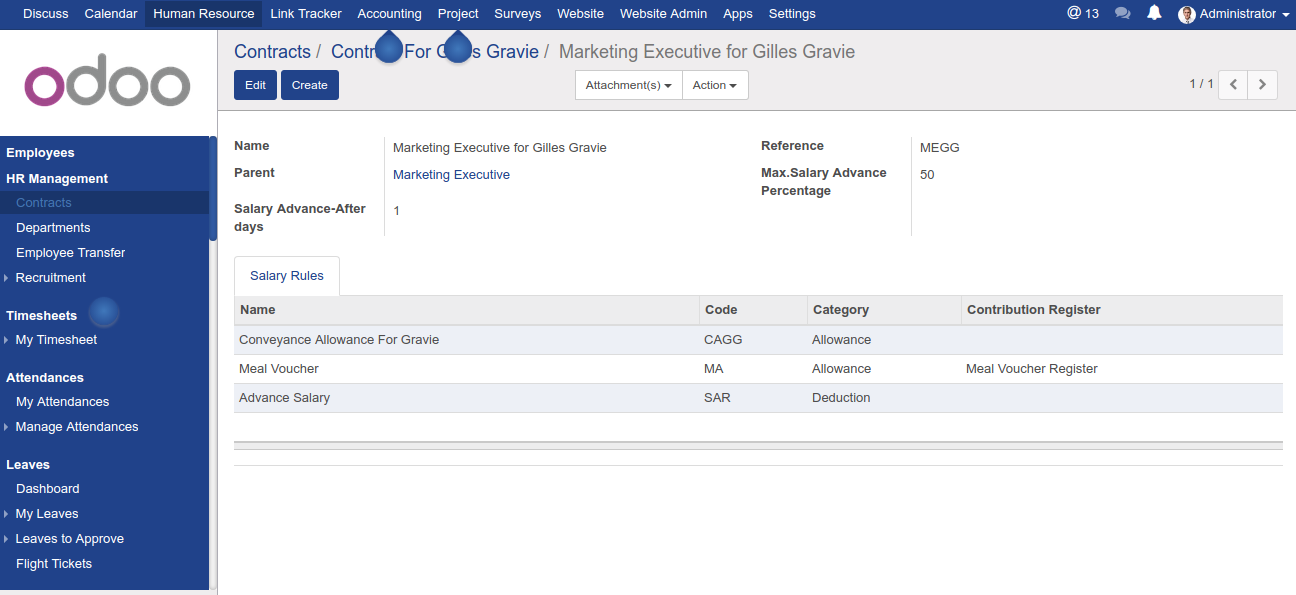 Discuss Calendar Human Resource Link Tracker Accounting Project Surveys Website Website Admin Apps Settings @ 13 Administrator
odoo
Contracts / Contr For G s Gravie / Marketing Executive for Gilles Gravie
Edit Create Attachment(s) Action 1 / 1
Employees
HR Management
Contracts
Departments
Employee Transfer
Recruitment
Timesheets
My Timesheet
Attendances
My Attendances
Manage Attendances
Leaves
Dashboard
My Leaves
Leaves to Approve
Flight Tickets
Name Marketing Executive for Gilles Gravie
Parent Marketing Executive
Salary Advance-After
days 1
Reference MEGG
Max.Salary Advance
Percentage 50
Salary Rules
Name Code Category Contribution Register
Conveyance Allowance For Gravie CAGG Allowance
Meal Voucher MA Allowance Meal Voucher Register
Advance Salary SAR Deduction